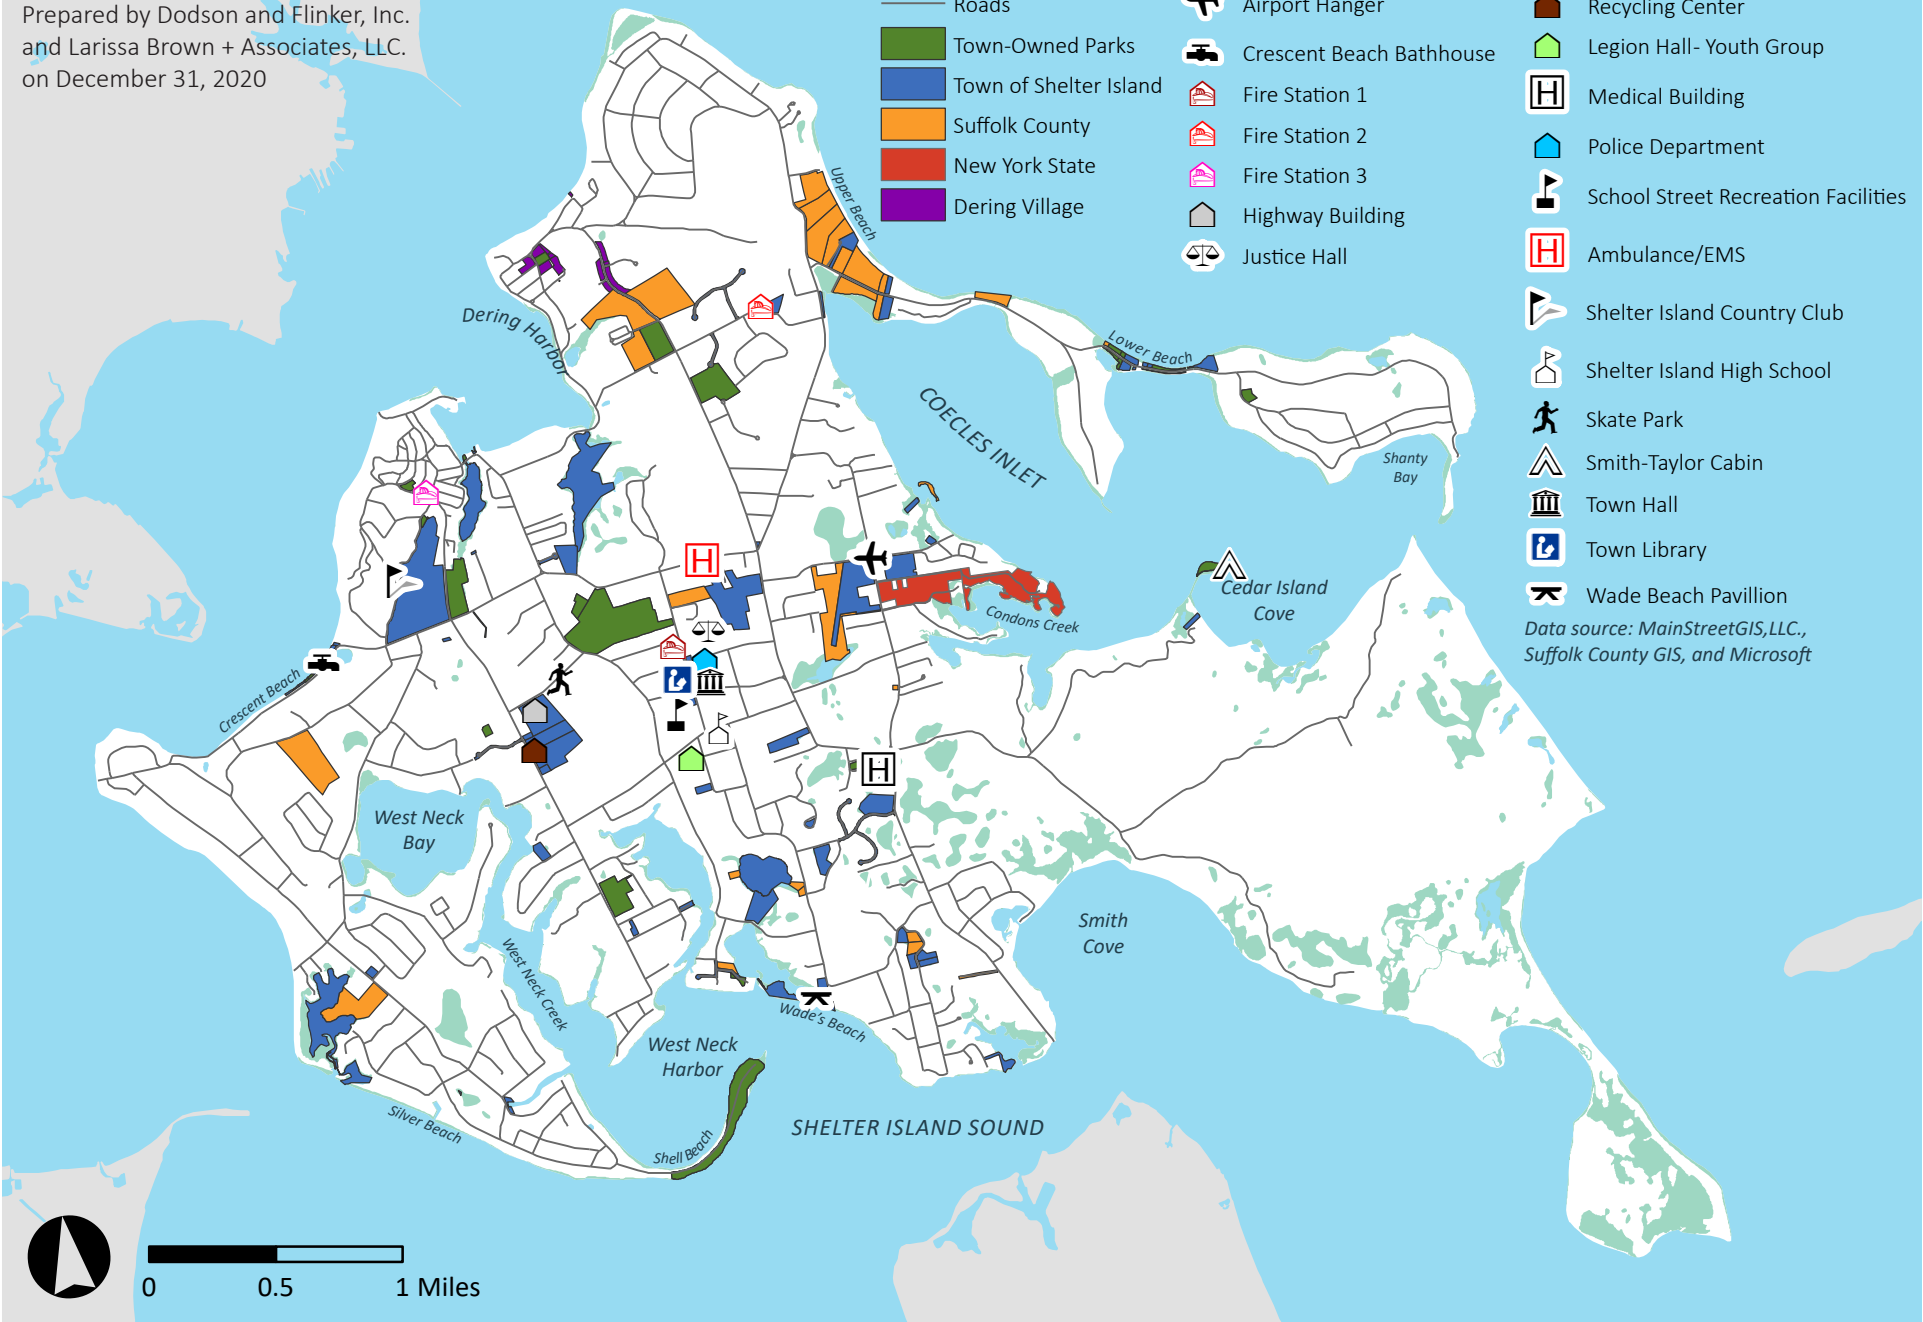 Prepared by Dodson and Flinker, Inc.
and Larissa Brown + Associates, LLC.
on December 31, 2020
Roads
Town-Owned Parks
Town of Shelter Island
Suffolk County
New York State
Dering Village
Airport Hanger
Crescent Beach Bathhouse
Fire Station 1
Fire Station 2
Fire Station 3
Highway Building
Justice Hall
Recycling Center
Legion Hall- Youth Group
Medical Building
Police Department
School Street Recreation Facilities
Ambulance/EMS
Shelter Island Country Club
Shelter Island High School
Skate Park
Smith-Taylor Cabin
Town Hall
Town Library
Wade Beach Pavillion
Data source: MainStreetGIS,LLC.,
Suffolk County GIS, and Microsoft
H
H
Upper Beach
Dering Harbor
Lower Beach
COECLES INLET
Shanty
Bay
H
Cedar Island
Cove
Condons Creek
Crescent Beach
H
West Neck
Bay
Smith
Cove
West Neck Creek
Wade's Beach
West Neck
Harbor
Silver Beach
Shell Beach
SHELTER ISLAND SOUND
0
0.5
1 Miles